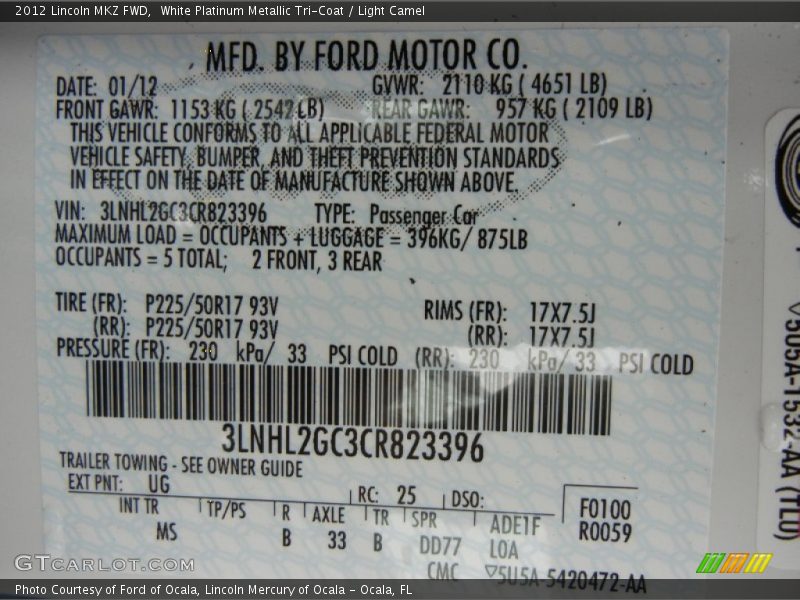 2012 Lincoln MKZ FWD,  White Platinum Metallic Tri-Coat / Light Camel
MFD. BY FORD MOTOR CO.
DATE: 01/12 GVWR: 2110 KG ( 4651 LB)
FRONT GAWR: 1153 KG ( 2542 LB) REAR GAWR: 957 KG ( 2109 LB)
THIS VEHICLE CONFORMS TO ALL APPLICABLE FEDERAL MOTOR
VEHICLE SAFETY, BUMPER, AND THEFT PREVENTION STANDARDS
IN EFFECT ON THE DATE OF MANUFACTURE SHOWN ABOVE.
VIN: 3LNHL2GC3CR823396 TYPE: Passenger Car
MAXIMUM LOAD = OCCUPANTS + LUGGAGE = 396KG/ 875LB
OCCUPANTS = 5 TOTAL; 2 FRONT, 3 REAR
TIRE (FR): P225/50R17 93V RIMS (FR): 17X7.5J
(RR): P225/50R17 93V (RR): 17X7.5J
PRESSURE (FR): 230 kPa/ 33 PSI COLD (RR): 230 kPa/ 33 PSI COLD
3LNHL2GC3CR823396
TRAILER TOWING - SEE OWNER GUIDE
EXT PNT: UG RC: 25 DSO: F0100
INT TR TP/PS R AXLE TR SPR ADE1F R0059
MS B 33 B DD77 LOA
CMC ▽5U5A-5420472-AA
▽5U5A-1532-AA (TLO)
GTCARLOT.COM
Photo Courtesy of Ford of Ocala, Lincoln Mercury of Ocala - Ocala, FL